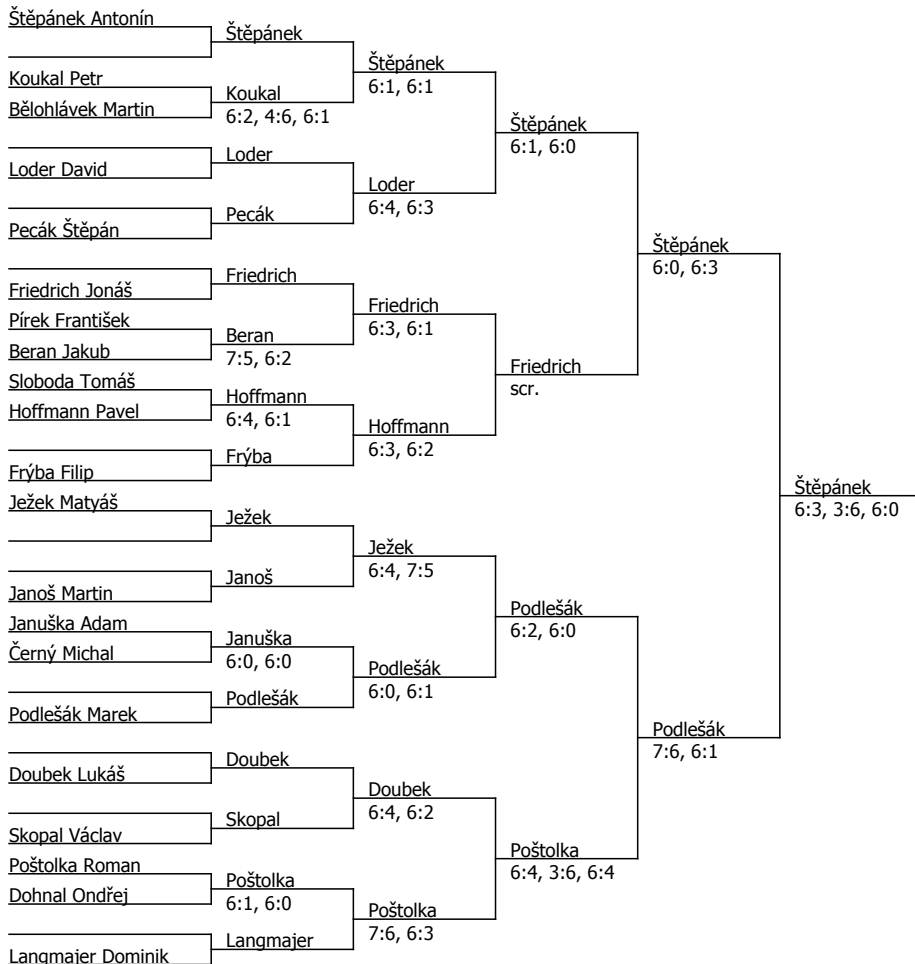 Štěpánek Antonín
Koukal Petr
Bělohlávek Martin
Loder David
Pecák Štěpán
Friedrich Jonáš
Pírek František
Beran Jakub
Sloboda Tomáš
Hoffmann Pavel
Frýba Filip
Ježek Matyáš
Janoš Martin
Januška Adam
Černý Michal
Podlešák Marek
Doubek Lukáš
Skopal Václav
Poštolka Roman
Dohnal Ondřej
Langmajer Dominik
Štěpánek
Koukal
6:2, 4:6, 6:1
Loder
Pecák
Friedrich
Beran
7:5, 6:2
Hoffmann
6:4, 6:1
Frýba
Ježek
Janoš
Januška
6:0, 6:0
Podlešák
Doubek
Skopal
Poštolka
6:1, 6:0
Langmajer
Štěpánek
6:1, 6:1
Loder
6:4, 6:3
Friedrich
6:3, 6:1
Hoffmann
6:3, 6:2
Ježek
6:4, 7:5
Podlešák
6:0, 6:1
Doubek
6:4, 6:2
Poštolka
7:6, 6:3
Štěpánek
6:1, 6:0
Friedrich
scr.
Podlešák
6:2, 6:0
Poštolka
6:4, 3:6, 6:4
Štěpánek
6:0, 6:3
Podlešák
7:6, 6:1
Štěpánek
6:3, 3:6, 6:0